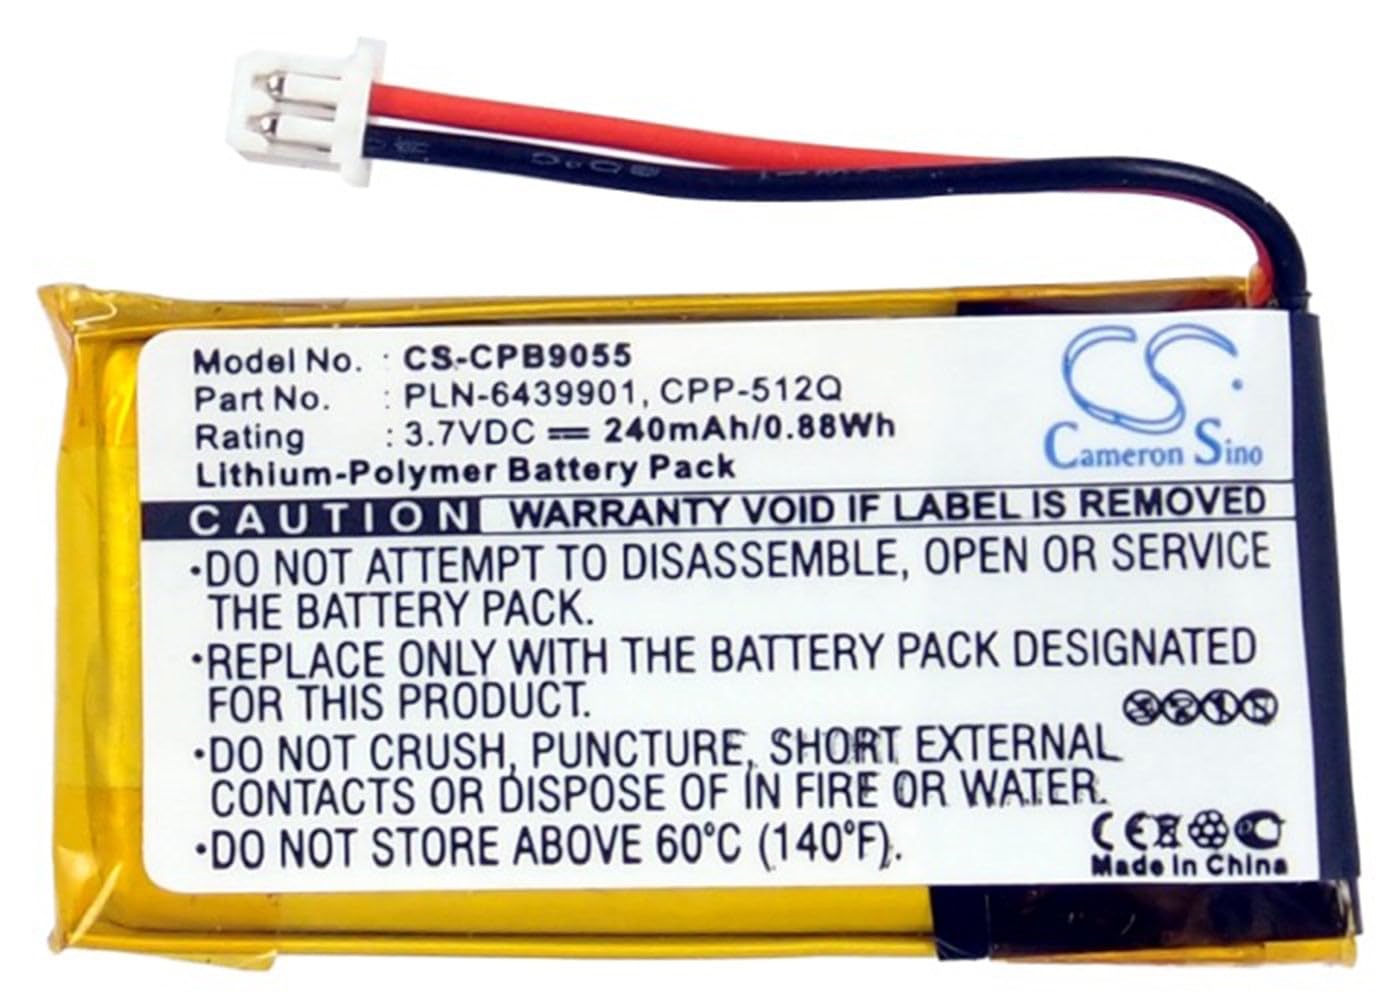 Model No. : CS-CPB9055
Part No. : PLN-6439901, CPP-512Q
Rating : 3.7VDC 240mAh/0.88Wh
Lithium-Polymer Battery Pack
CS
Cameron Sino
CAUTION WARRANTY VOID IF LABEL IS REMOVED
•DO NOT ATTEMPT TO DISASSEMBLE, OPEN OR SERVICE
THE BATTERY PACK.
•REPLACE ONLY WITH THE BATTERY PACK DESIGNATED
FOR THIS PRODUCT.
•DO NOT CRUSH, PUNCTURE, SHORT EXTERNAL
CONTACTS OR DISPOSE OF IN FIRE OR WATER.
•DO NOT STORE ABOVE 60°C (140°F).
CE
Made in China